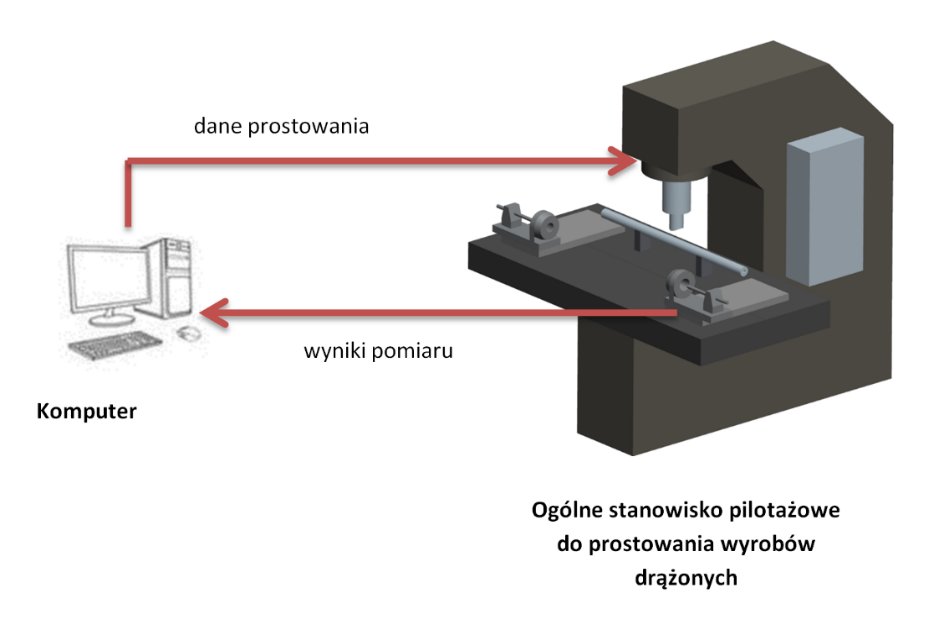 dane prostowania
wyniki pomiaru
Komputer
Ogólne stanowisko pilotażowe
do prostowania wyrobów
drążonych